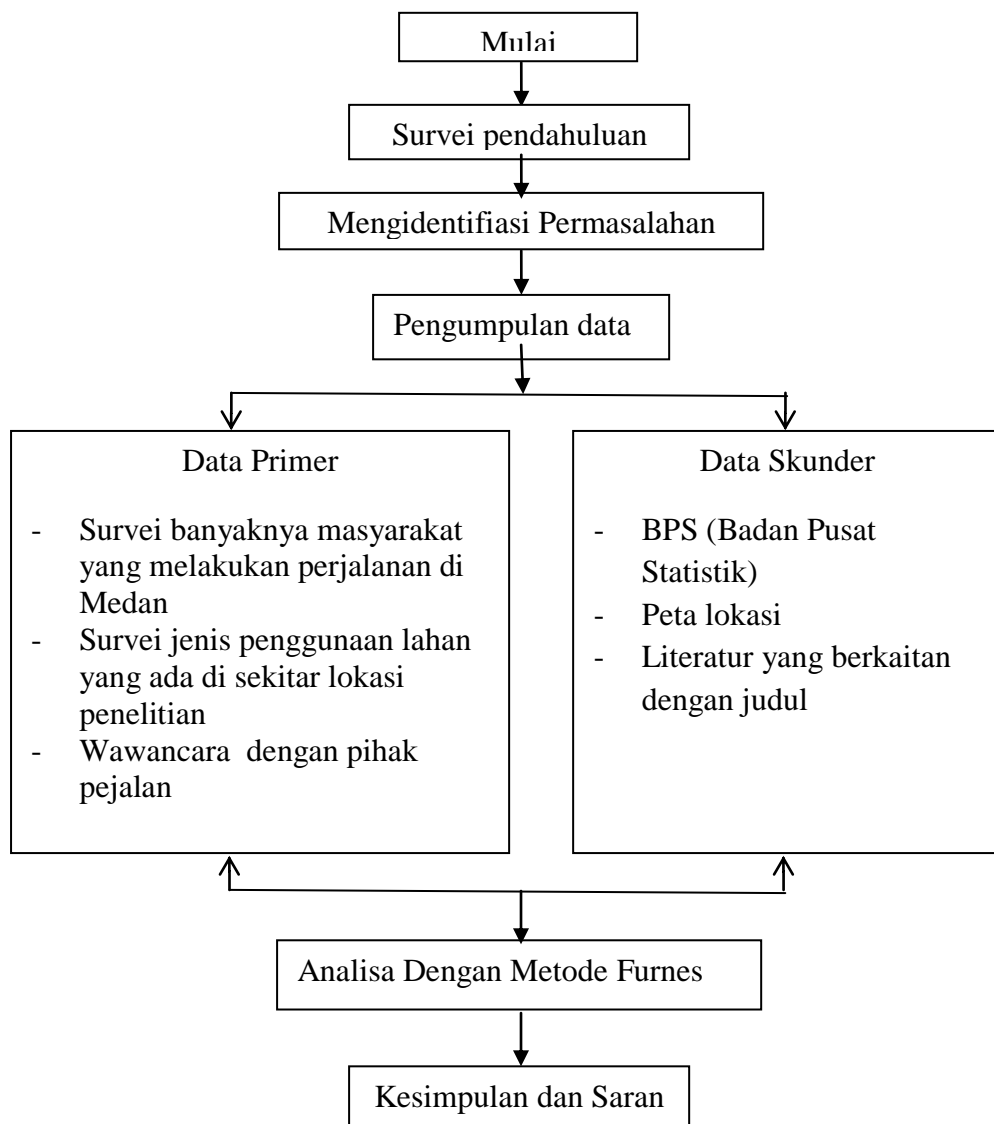 Mulai
Survei pendahuluan
Mengidentifiasi Permasalahan
Pengumpulan data
Data Primer
- Survei banyaknya masyarakat
yang melakukan perjalanan di
Medan
- Survei jenis penggunaan lahan
yang ada di sekitar lokasi
penelitian
- Wawancara dengan pihak
pejalan
Data Skunder
- BPS (Badan Pusat
Statistik)
- Peta lokasi
- Literatur yang berkaitan
dengan judul
Analisa Dengan Metode Furnes
Kesimpulan dan Saran